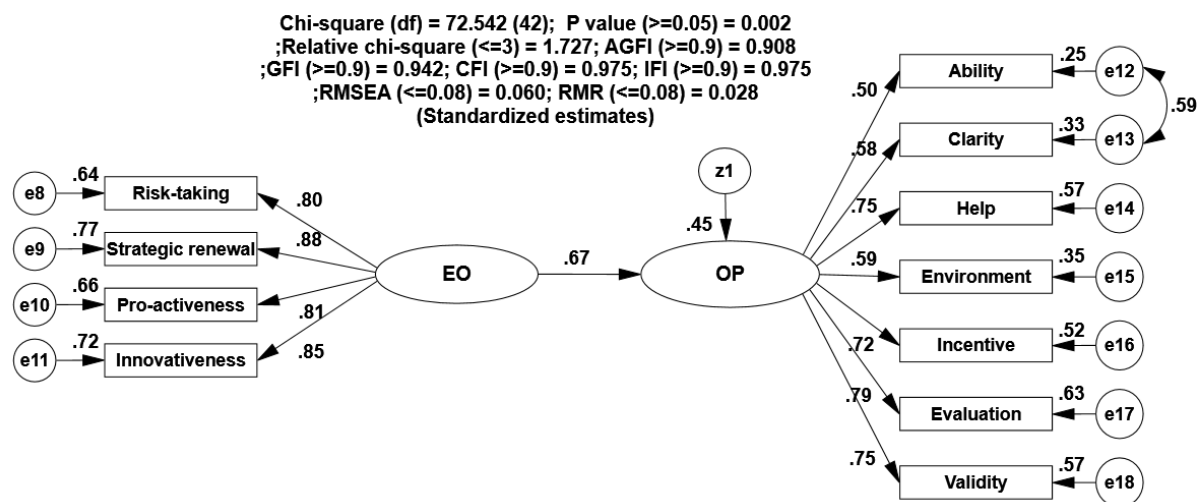 Chi-square (df) = 72.542 (42);  P value (>=0.05) = 0.002
;Relative chi-square (<=3) = 1.727; AGFI (>=0.9) = 0.908
;GFI (>=0.9) = 0.942; CFI (>=0.9) = 0.975; IFI (>=0.9) = 0.975
;RMSEA (<=0.08) = 0.060; RMR (<=0.08) = 0.028
(Standardized estimates)
e8
.64
Risk-taking
.80
e9
.77
Strategic renewal
.88
e10
.66
Pro-activeness
.81
e11
.72
Innovativeness
.85
EO
.67
z1
.45
OP
.50
Ability
.25
e12
.59
.58
Clarity
.33
e13
.75
Help
.57
e14
.59
Environment
.35
e15
.72
Incentive
.52
e16
.79
Evaluation
.63
e17
.75
Validity
.57
e18